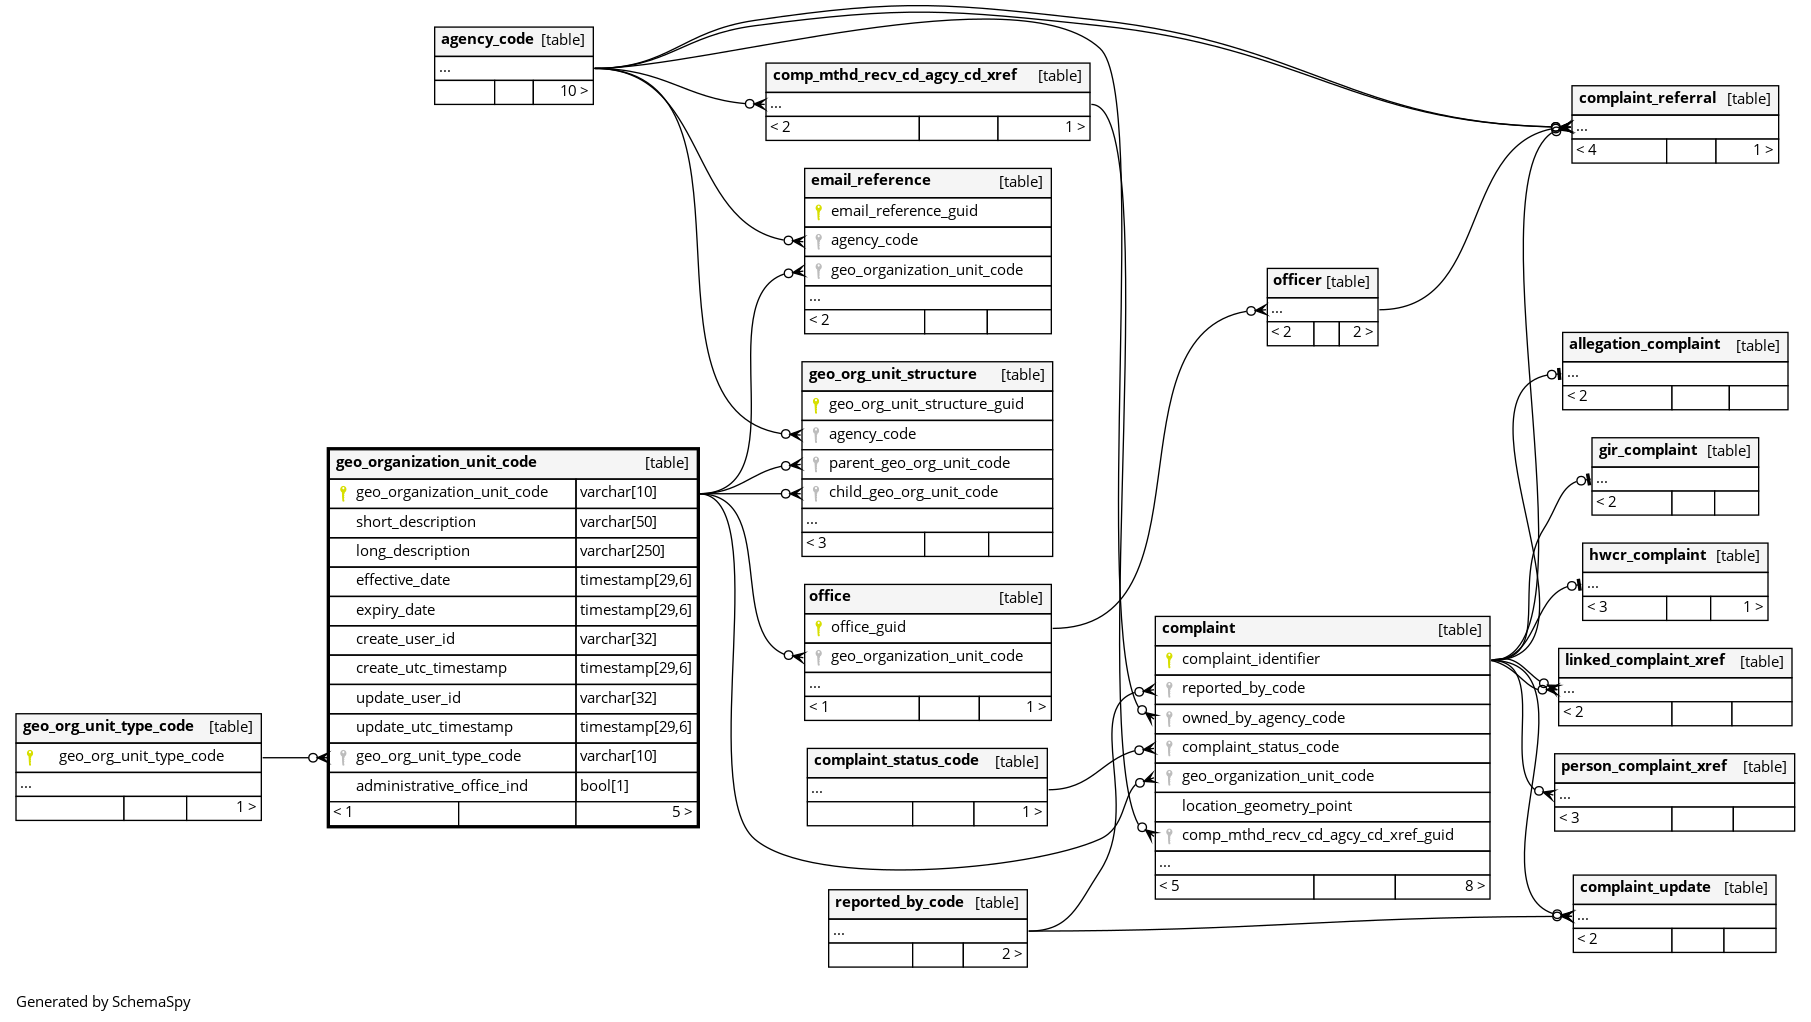 agency_code [table]
...
10 >
comp_mthd_recv_cd_agcy_cd_xref [table]
...
< 2 1 >
complaint_referral [table]
...
< 4 1 >
email_reference [table]
email_reference_guid
agency_code
geo_organization_unit_code
...
< 2
officer [table]
...
< 2 2 >
allegation_complaint [table]
...
< 2
geo_org_unit_structure [table]
geo_org_unit_structure_guid
agency_code
parent_geo_org_unit_code
child_geo_org_unit_code
...
< 3
gir_complaint [table]
...
< 2
geo_organization_unit_code [table]
geo_organization_unit_code varchar[10]
short_description varchar[50]
long_description varchar[250]
effective_date timestamp[29,6]
expiry_date timestamp[29,6]
create_user_id varchar[32]
create_utc_timestamp timestamp[29,6]
update_user_id varchar[32]
update_utc_timestamp timestamp[29,6]
geo_org_unit_type_code varchar[10]
administrative_office_ind bool[1]
< 1 5 >
hwcr_complaint [table]
...
< 3 1 >
office [table]
office_guid
geo_organization_unit_code
...
< 1 1 >
complaint [table]
complaint_identifier
reported_by_code
owned_by_agency_code
complaint_status_code
geo_organization_unit_code
location_geometry_point
comp_mthd_recv_cd_agcy_cd_xref_guid
...
< 5 8 >
linked_complaint_xref [table]
...
< 2
geo_org_unit_type_code [table]
geo_org_unit_type_code
...
1 >
complaint_status_code [table]
...
1 >
person_complaint_xref [table]
...
< 3
reported_by_code [table]
...
2 >
complaint_update [table]
...
< 2
Generated by SchemaSpy